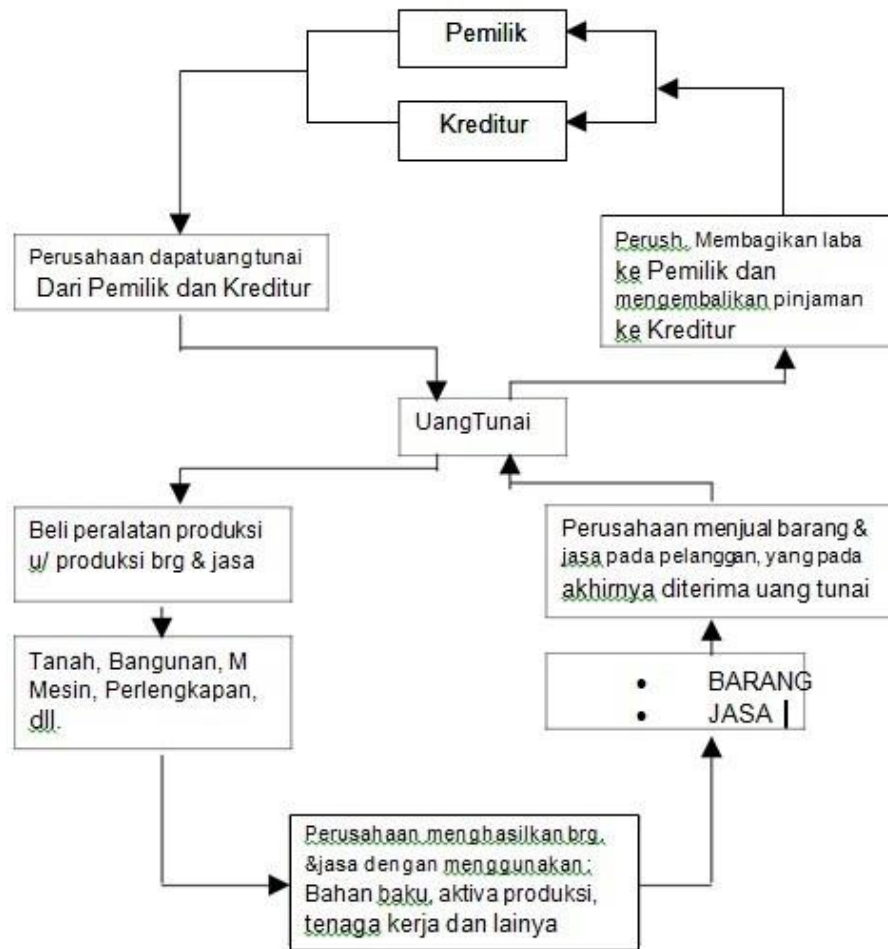 Pemilik
Kreditur
Perusahaan dapatuangtunai
Dari Pemilik dan Kreditur
Perush. Membagikan laba
ke Pemilik dan
mengembalikan pinjaman
ke Kreditur
UangTunai
Beli peralatan produksi
u/ produksi brg & jasa
Perusahaan menjual barang &
jasa pada pelanggan, yang pada
akhirnya diterima uang tunai
Tanah, Bangunan, M
Mesin, Perlengkapan,
dll.
• BARANG
• JASA
Perusahaan menghasilkan brg,
&jasa dengan menggunakan :
Bahan baku, aktiva produksi,
tenaga kerja dan lainya